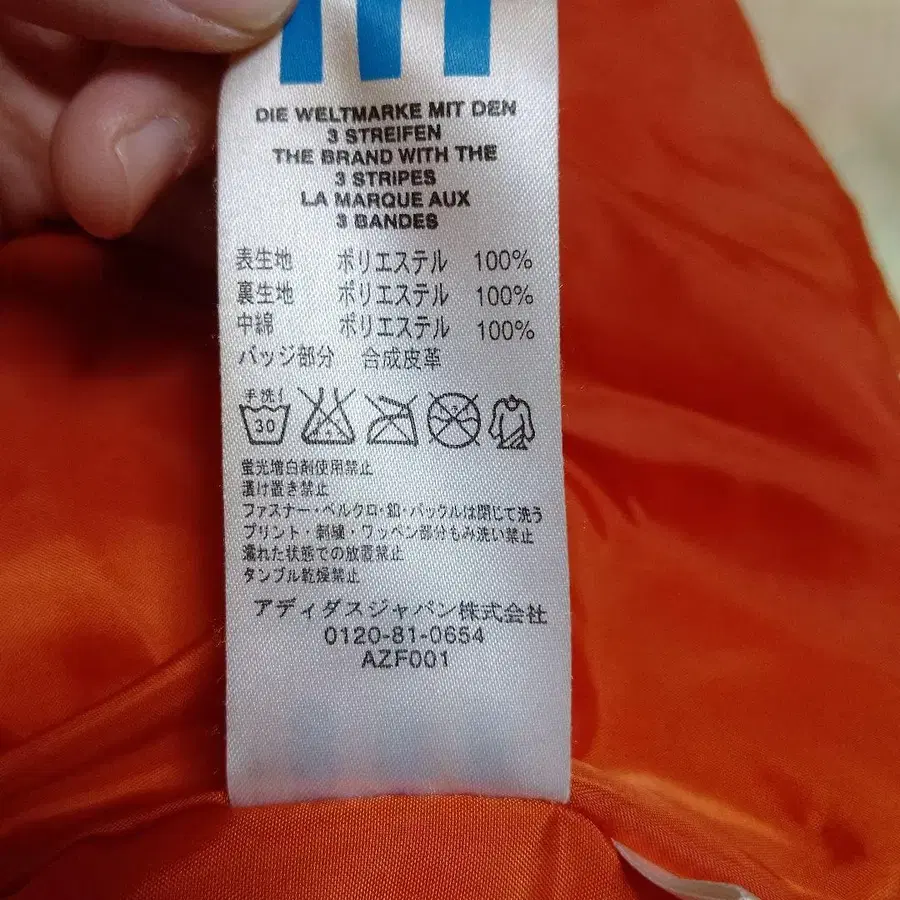 DIE WELTMARKE MIT DEN
3 STREIFEN
THE BRAND WITH THE
3 STRIPES
LA MARQUE AUX
3 BANDES
表生地 ポリエステル 100%
裏生地 ポリエステル 100%
中綿 ポリエステル 100%
バッジ部分 合成皮革
手洗イ
30
蛍光増白剤使用禁止
漬け置き禁止
ファスナー・ベルクロ・釦・バックルは閉じて洗う
プリント・刺繍・ワッペン部分もみ洗い禁止
濡れた状態での放置禁止
タンブル乾燥禁止
アディダスジャパン株式会社
0120-81-0654
AZF001